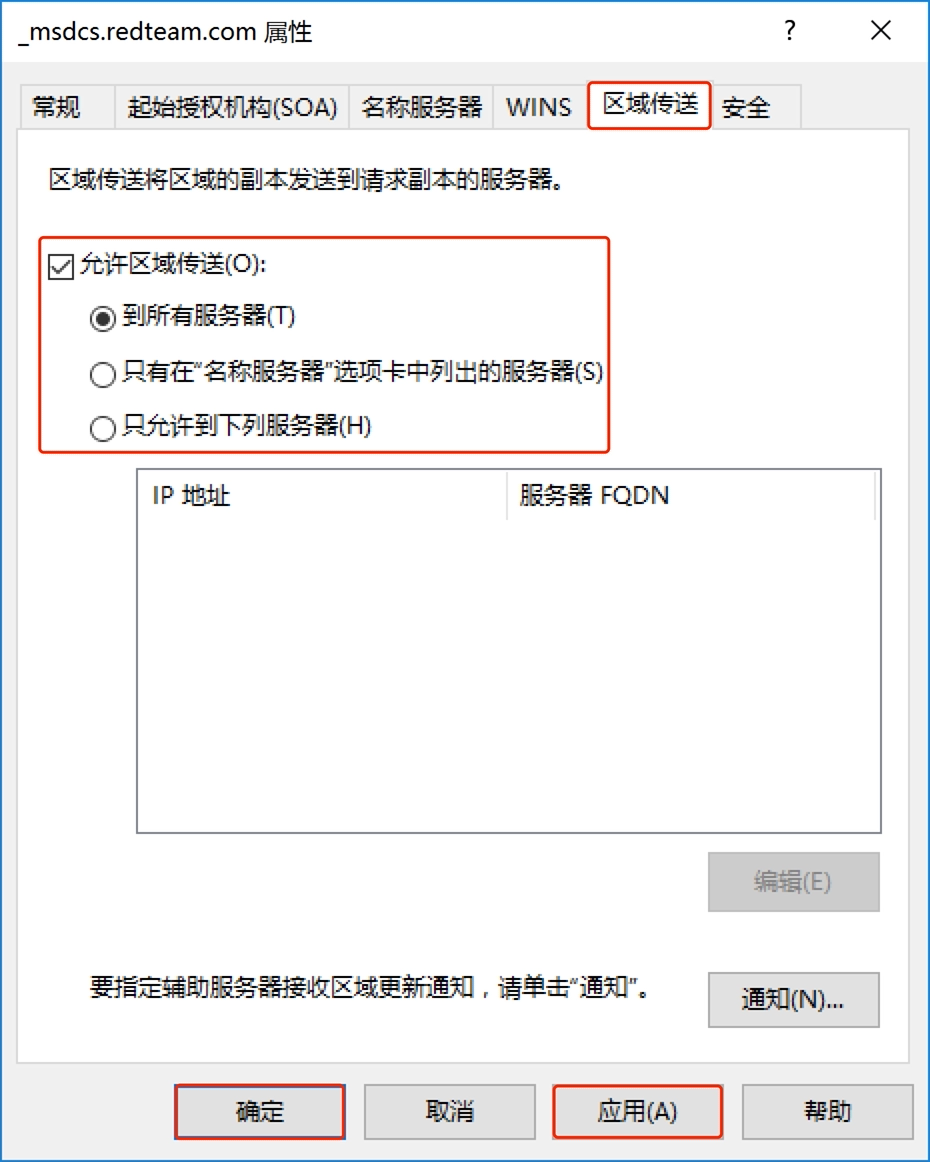 _msdcs.redteam.com 属性
?
常规 起始授权机构(SOA) 名称服务器 WINS 区域传送 安全
区域传送将区域的副本发送到请求副本的服务器。
允许区域传送(O):
到所有服务器(T)
只有在“名称服务器”选项卡中列出的服务器(S)
只允许到下列服务器(H)
IP 地址 服务器 FQDN
编辑(E)
要指定辅助服务器接收区域更新通知，请单击“通知”。
通知(N)...
确定 取消 应用(A) 帮助